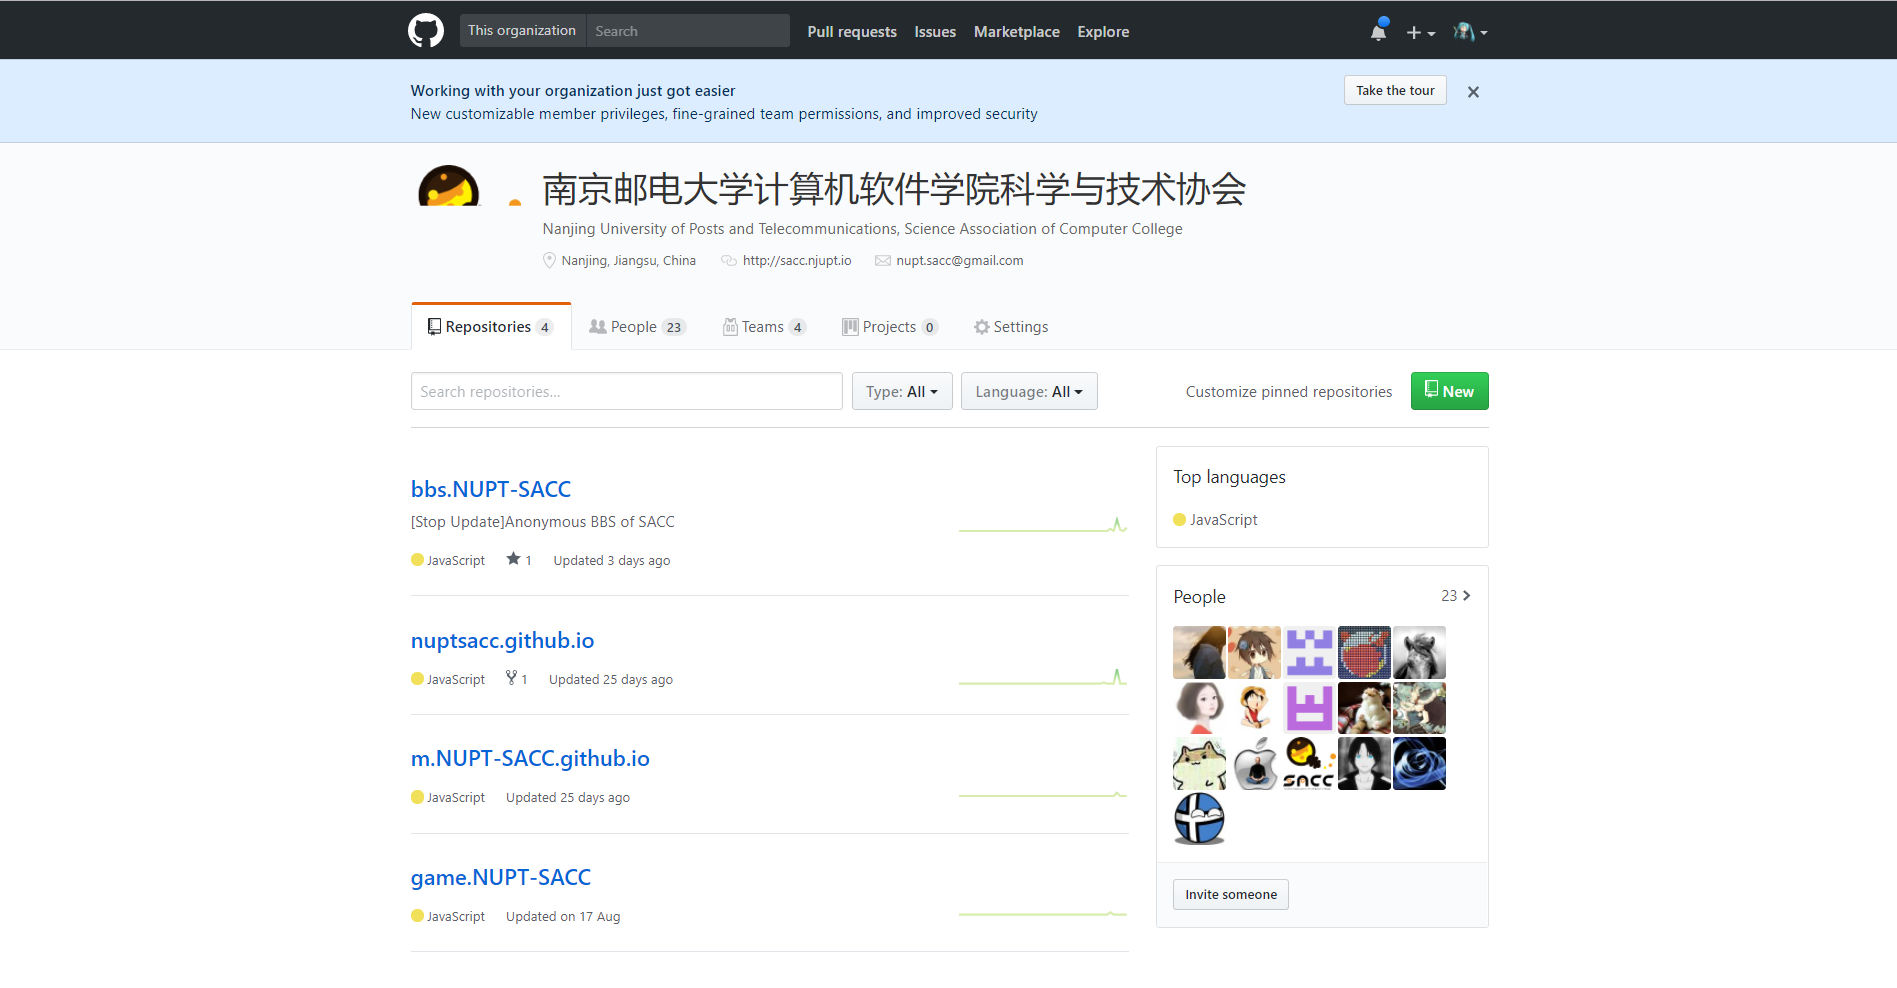 This organization Search Pull requests Issues Marketplace Explore
Working with your organization just got easier
New customizable member privileges, fine-grained team permissions, and improved security
Take the tour
南京邮电大学计算机软件学院科学与技术协会
Nanjing University of Posts and Telecommunications, Science Association of Computer College
Nanjing, Jiangsu, China http://sacc.njupt.io nupt.sacc@gmail.com
Repositories 4 People 23 Teams 4 Projects 0 Settings
Search repositories... Type: All Language: All Customize pinned repositories New
bbs.NUPT-SACC
[Stop Update]Anonymous BBS of SACC
JavaScript 1 Updated 3 days ago
nuptsacc.github.io
JavaScript 1 Updated 25 days ago
m.NUPT-SACC.github.io
JavaScript Updated 25 days ago
game.NUPT-SACC
JavaScript Updated on 17 Aug
Top languages
JavaScript
People 23
SACC
Invite someone